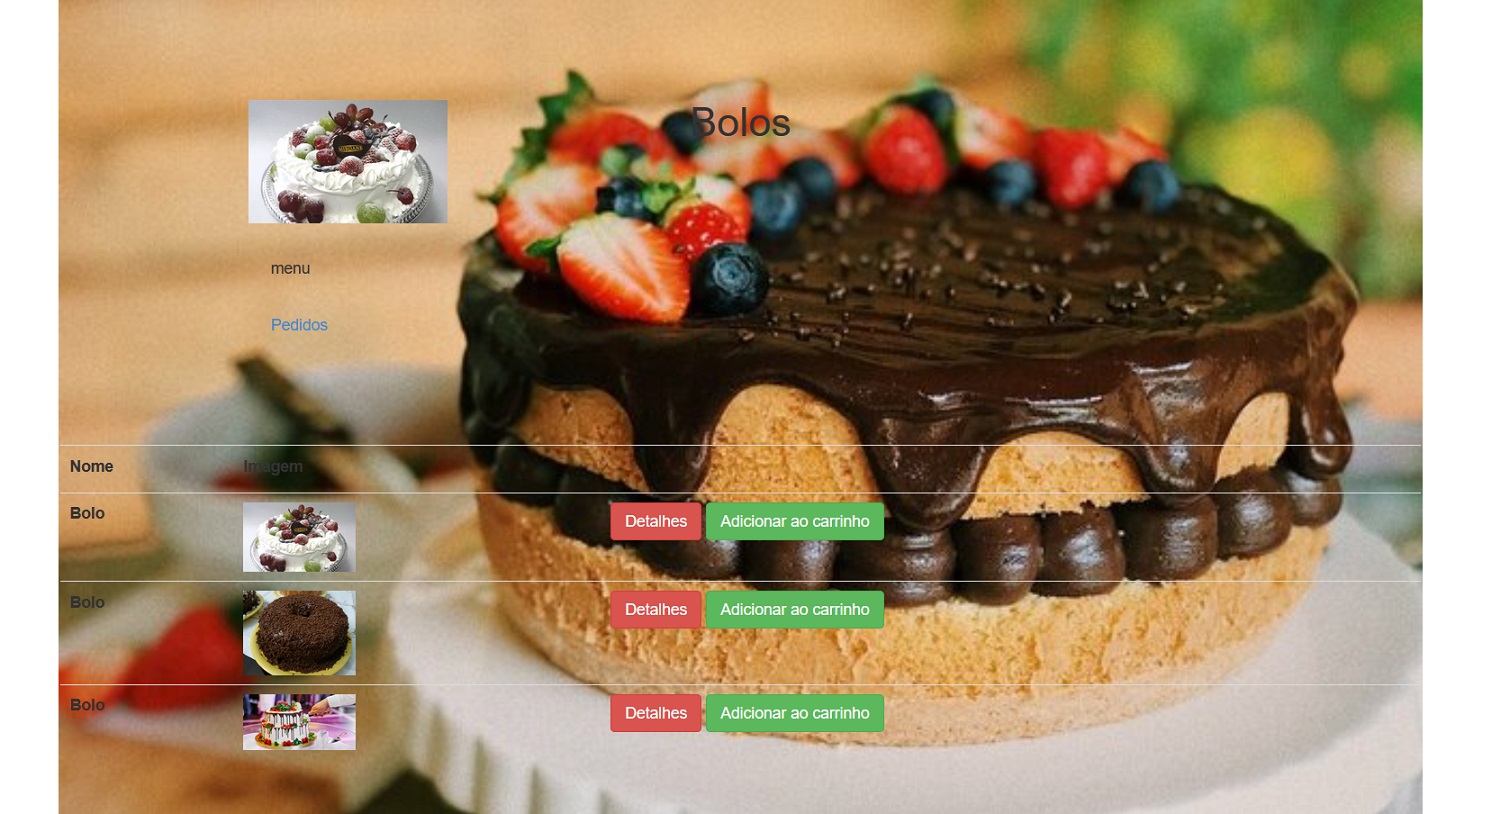 Bolos
menu
Pedidos
Nome Imagem
Bolo Detalhes Adicionar ao carrinho
Bolo Detalhes Adicionar ao carrinho
Bolo Detalhes Adicionar ao carrinho